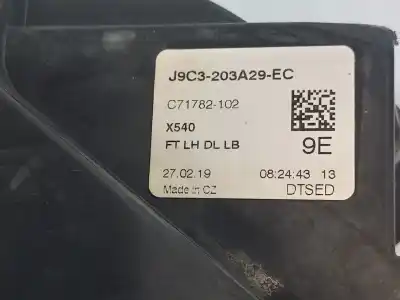 J9C3-203A29-EC
C71782-102
X540
FT LH DL LB
9E
27.02.19 08:24:43 13
Made in CZ DTSED